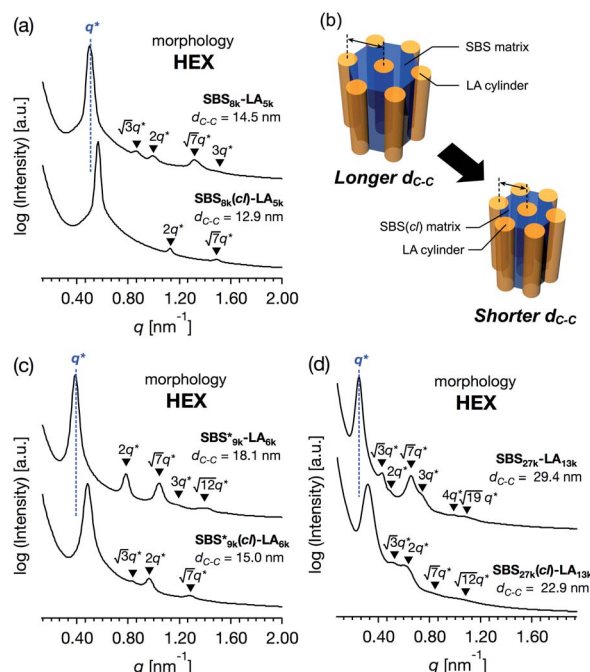 (a)
q*
morphology
HEX
SBS8k-LA5k
dC-C = 14.5 nm
√3q* 2q* √7q* 3q*
SBS8k(cl)-LA5k
dC-C = 12.9 nm
2q* √7q*
log (Intensity) [a.u.]
0.40 0.80 1.20 1.60 2.00
q [nm⁻¹]
(b)
SBS matrix
LA cylinder
Longer dC-C
SBS(cl) matrix
LA cylinder
Shorter dC-C
(c)
q*
morphology
HEX
SBS*9k-LA6k
dC-C = 18.1 nm
2q* √7q* 3q* √12q*
SBS*9k(cl)-LA6k
dC-C = 15.0 nm
√3q* 2q* √7q*
log (Intensity) [a.u.]
0.40 0.80 1.20 1.60
q [nm⁻¹]
(d)
q*
morphology
HEX
√3q* √7q*
2q* 3q*
SBS27k-LA13k
dC-C = 29.4 nm
4q* √19 q*
SBS27k(cl)-LA13k
dC-C = 22.9 nm
√3q* 2q* √7q* √12q*
log (Intensity) [a.u.]
0.40 0.80 1.20 1.60
q [nm⁻¹]